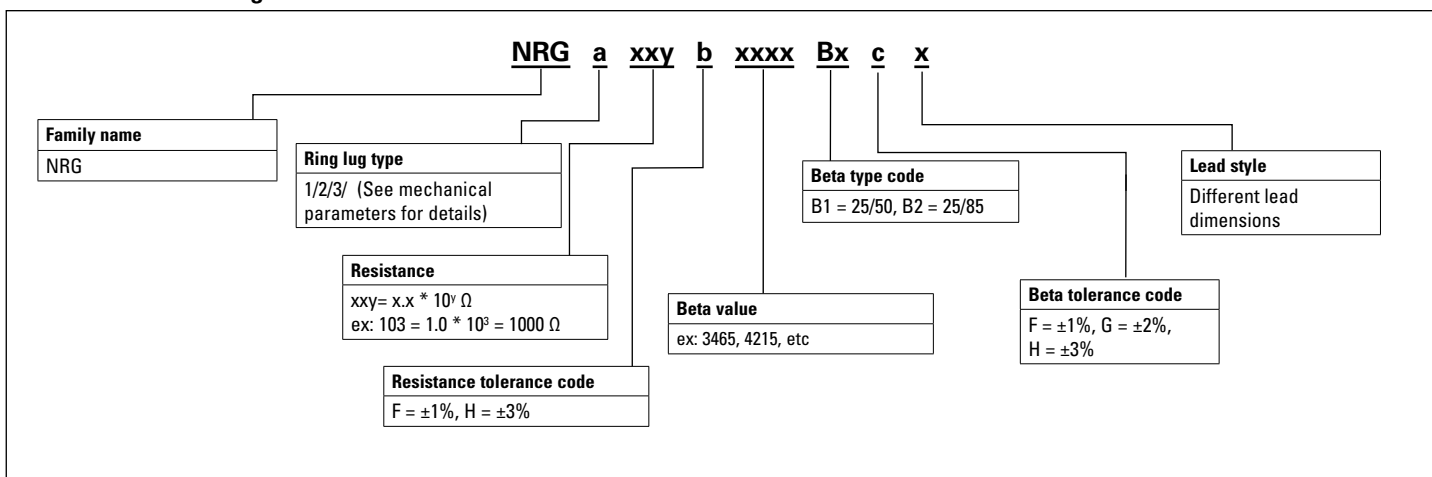 NRG a xxy b xxxx Bx c x
Family name
NRG
Ring lug type
1/2/3/ (See mechanical
parameters for details)
Resistance
xxy= x.x * 10ʸ Ω
ex: 103 = 1.0 * 10³ = 1000 Ω
Resistance tolerance code
F = ±1%, H = ±3%
Beta value
ex: 3465, 4215, etc
Beta type code
B1 = 25/50, B2 = 25/85
Beta tolerance code
F = ±1%, G = ±2%,
H = ±3%
Lead style
Different lead
dimensions